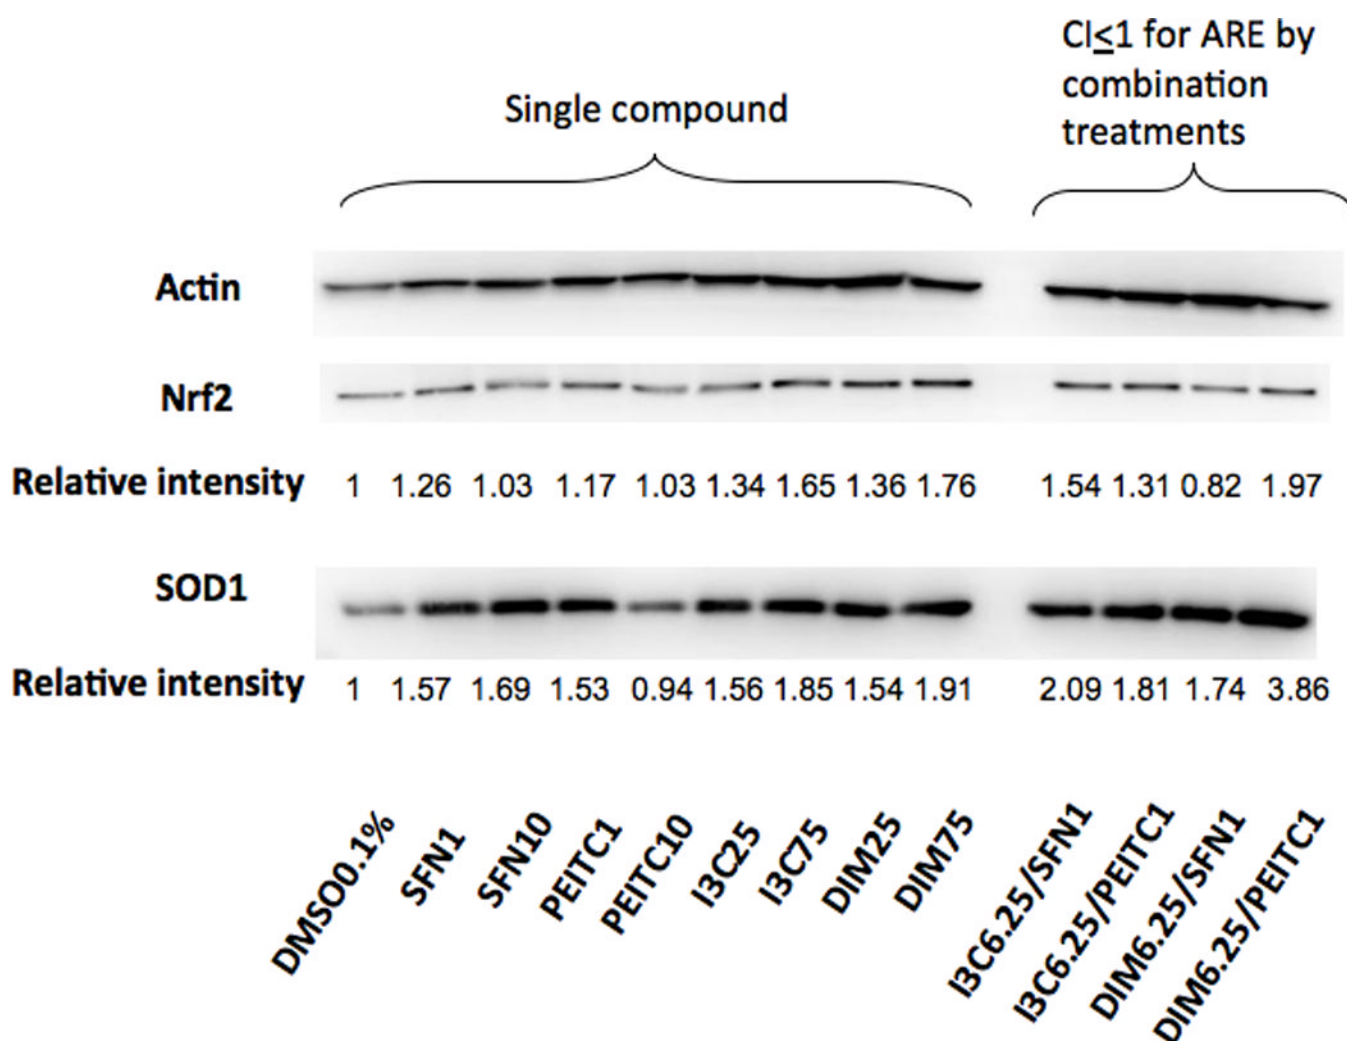 CI≤1 for ARE by
combination
treatments
Single compound
Actin
Nrf2
Relative intensity 1 1.26 1.03 1.17 1.03 1.34 1.65 1.36 1.76 1.54 1.31 0.82 1.97
SOD1
Relative intensity 1 1.57 1.69 1.53 0.94 1.56 1.85 1.54 1.91 2.09 1.81 1.74 3.86
DMSO0.1%
SFN1
SFN10
PEITC1
PEITC10
I3C25
I3C75
DIM25
DIM75
I3C6.25/SFN1
I3C6.25/PEITC1
DIM6.25/SFN1
DIM6.25/PEITC1